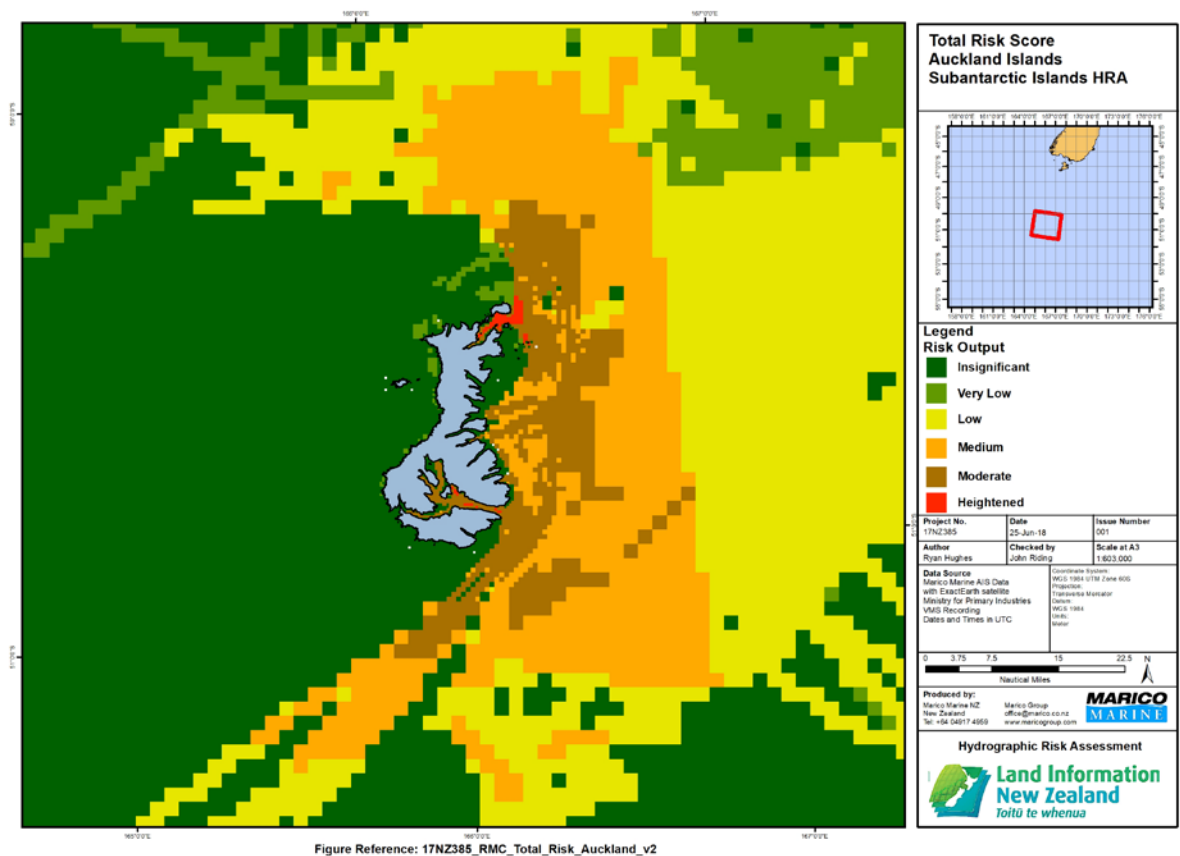 Total Risk Score
Auckland Islands
Subantarctic Islands HRA
Legend
Risk Output
Insignificant
Very Low
Low
Medium
Moderate
Heightened
Project No.
17NZ385
Date
25-Jun-18
Issue Number
001
Author
Ryan Hughes
Checked by
John Riding
Scale at A3
1:603,000
Data Source
Marico Marine AIS Data
with ExactEarth satellite
Ministry for Primary Industries
VMS Recording
Dates and Times in UTC
Coordinate System:
WGS 1984 UTM Zone 60S
Projection:
Transverse Mercator
Datum:
WGS 1984
Units:
Meter
0 3.75 7.5 15 22.5
Nautical Miles
N
Produced by:
Marico Marine NZ
New Zealand
Tel: +64 04917 4959
Marico Group
office@marico.co.nz
www.maricogroup.com
MARICO
MARINE
Hydrographic Risk Assessment
Land Information
New Zealand
Toitū te whenua
165°0'0"E 166°0'0"E 167°0'0"E
Figure Reference: 17NZ385_RMC_Total_Risk_Auckland_v2